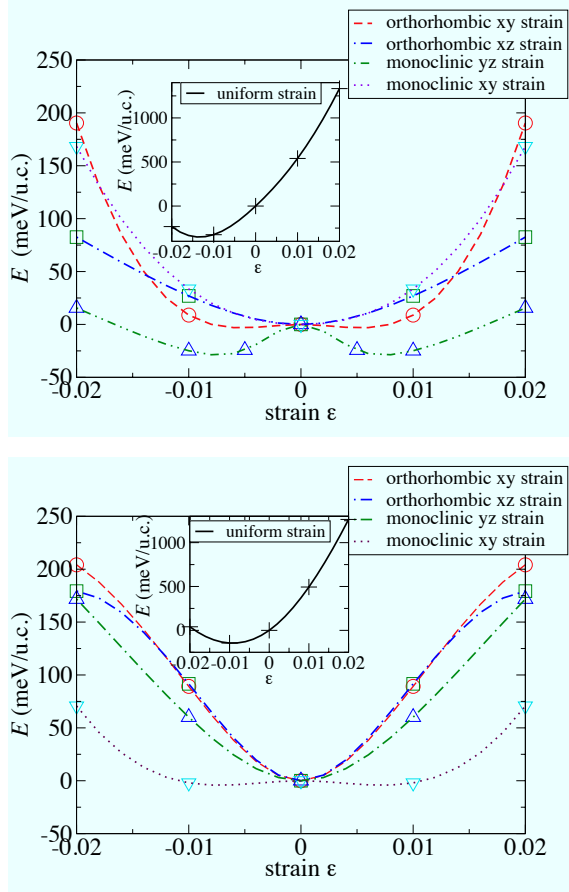 orthorhombic xy strain
orthorhombic xz strain
monoclinic yz strain
monoclinic xy strain
250
200
150
100
50
0
-50
E (meV/u.c.)
-0.02
-0.01
0
0.01
0.02
strain ε
uniform strain
1000
500
0
E (meV/u.c.)
-0.02
-0.01
0
0.01
0.02
ε
orthorhombic xy strain
orthorhombic xz strain
monoclinic yz strain
monoclinic xy strain
250
200
150
100
50
0
-50
E (meV/u.c.)
-0.02
-0.01
0
0.01
0.02
strain ε
uniform strain
1000
500
0
E (meV/u.c.)
-0.02
-0.01
0
0.01
0.02
ε